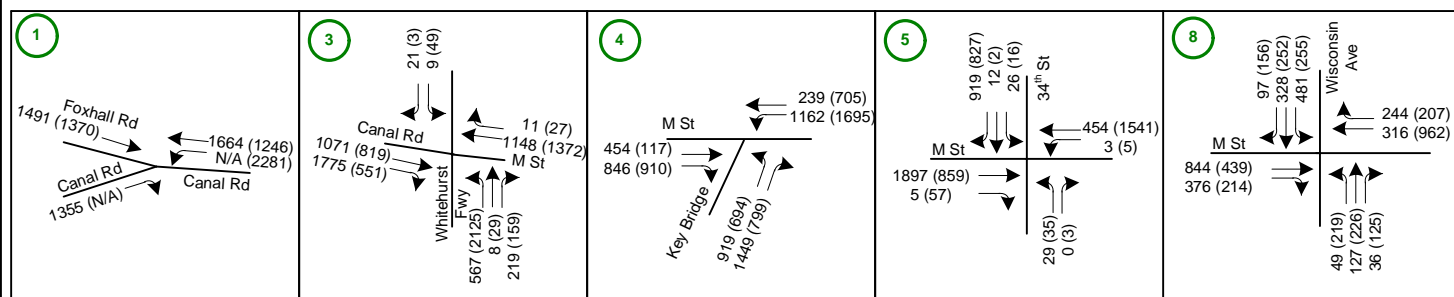 1
Foxhall Rd
1491 (1370)
1664 (1246)
N/A (2281)
Canal Rd
Canal Rd
1355 (N/A)
3
21 (3)
9 (49)
11 (27)
1148 (1372)
Canal Rd
M St
1071 (819)
1775 (551)
Whitehurst
Fwy
567 (2125)
8 (29)
219 (159)
4
239 (705)
1162 (1695)
M St
454 (117)
846 (910)
Key Bridge
919 (694)
1449 (799)
5
919 (827)
12 (2)
26 (16)
34th St
454 (1541)
3 (5)
M St
1897 (859)
5 (57)
29 (35)
0 (3)
8
97 (156)
328 (252)
481 (255)
Wisconsin
Ave
244 (207)
316 (962)
M St
844 (439)
376 (214)
49 (219)
127 (226)
36 (125)